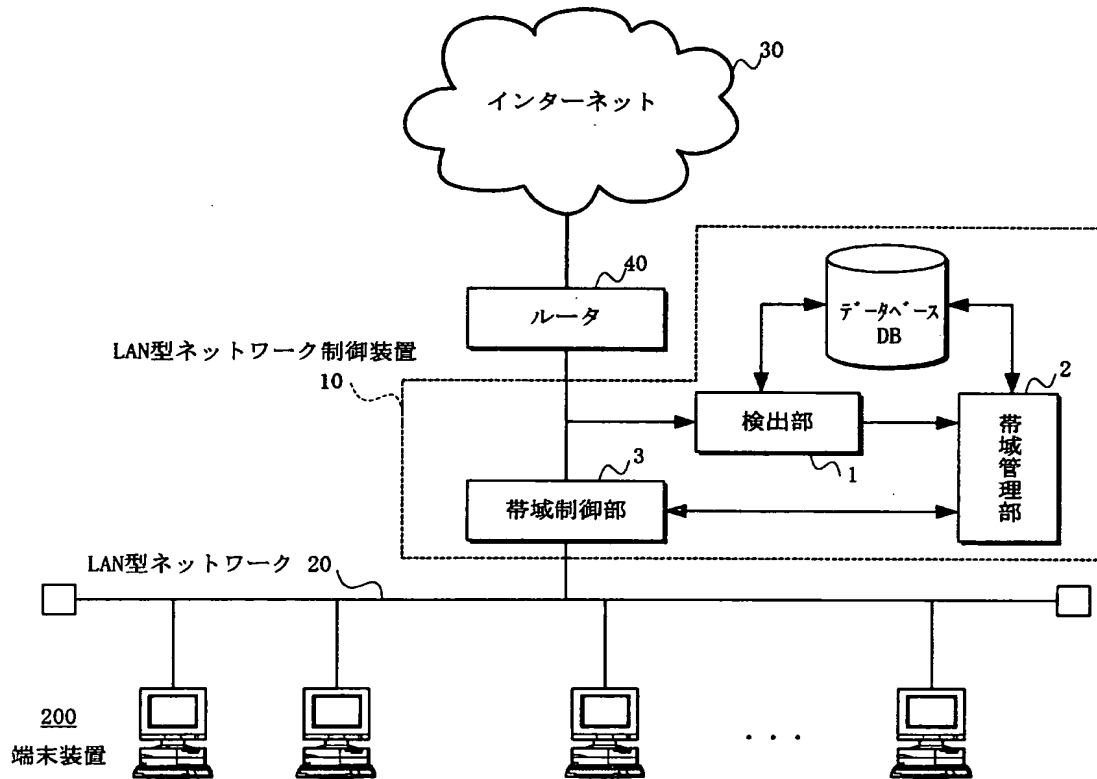 30
インターネット
40
ルータ
データベース
DB
LAN型ネットワーク制御装置
10
2
検出部
帯域管理部
1
3
帯域制御部
LAN型ネットワーク 20
200
端末装置
...